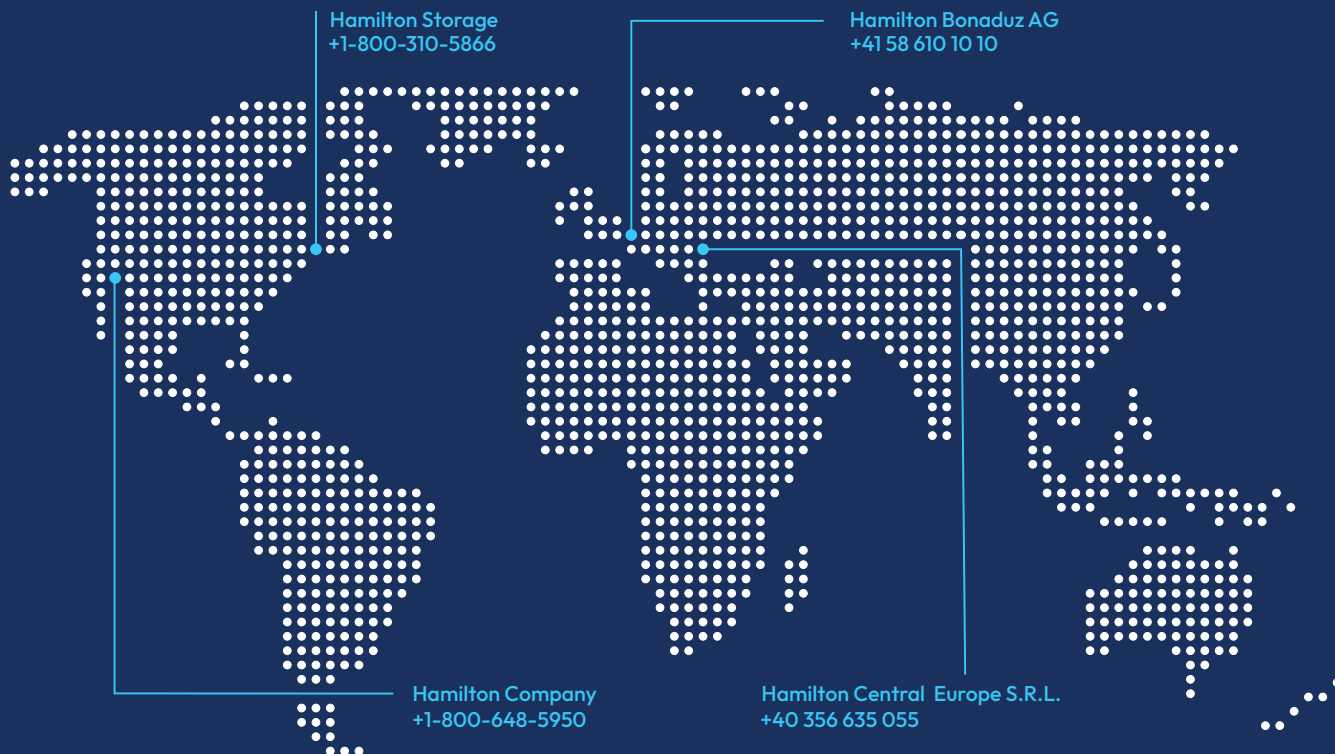 Hamilton Storage
+1-800-310-5866
Hamilton Bonaduz AG
+41 58 610 10 10
Hamilton Company
+1-800-648-5950
Hamilton Central Europe S.R.L.
+40 356 635 055